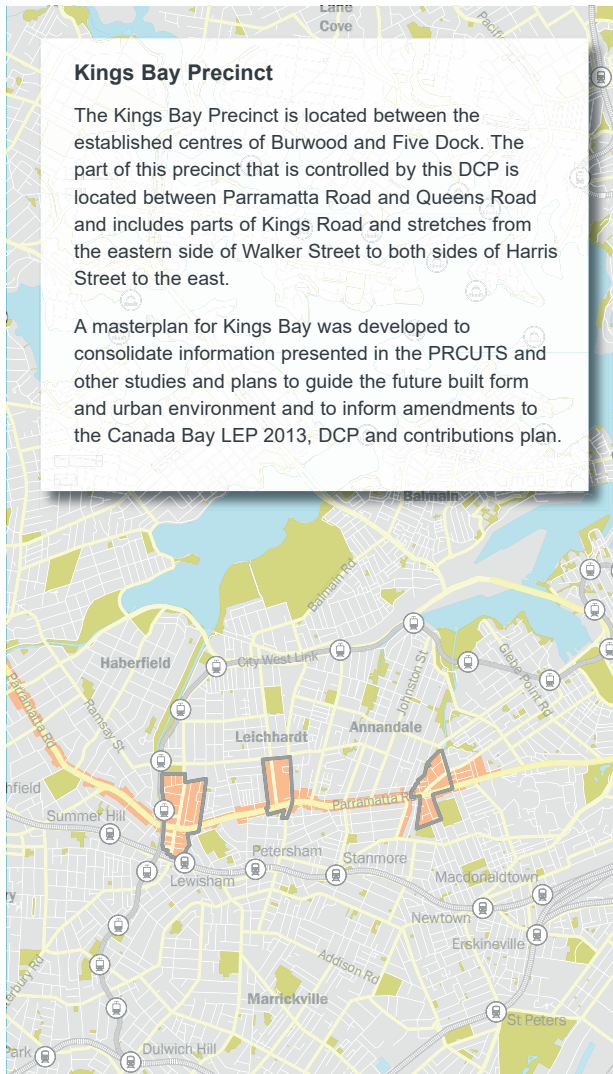 Lane
Cove
Pacific
Kings Bay Precinct
The Kings Bay Precinct is located between the
established centres of Burwood and Five Dock. The
part of this precinct that is controlled by this DCP is
located between Parramatta Road and Queens Road
and includes parts of Kings Road and stretches from
the eastern side of Walker Street to both sides of Harris
Street to the east.
A masterplan for Kings Bay was developed to
consolidate information presented in the PRCUTS and
other studies and plans to guide the future built form
and urban environment and to inform amendments to
the Canada Bay LEP 2013, DCP and contributions plan.
Balmain
Balmain Rd
Haberfield
City West Link
Johnston St
Glebe Point Rd
Parramatta Rd
Ramsay St
Leichhardt
Annandale
hfield
Summer Hill
Parramatta R
Petersham
Stanmore
Lewisham
Macdonaldtown
ry
Newtown
Erskineville
Addison Rd
erbury Rd
Marrickville
St Peters
Park
Dulwich Hill